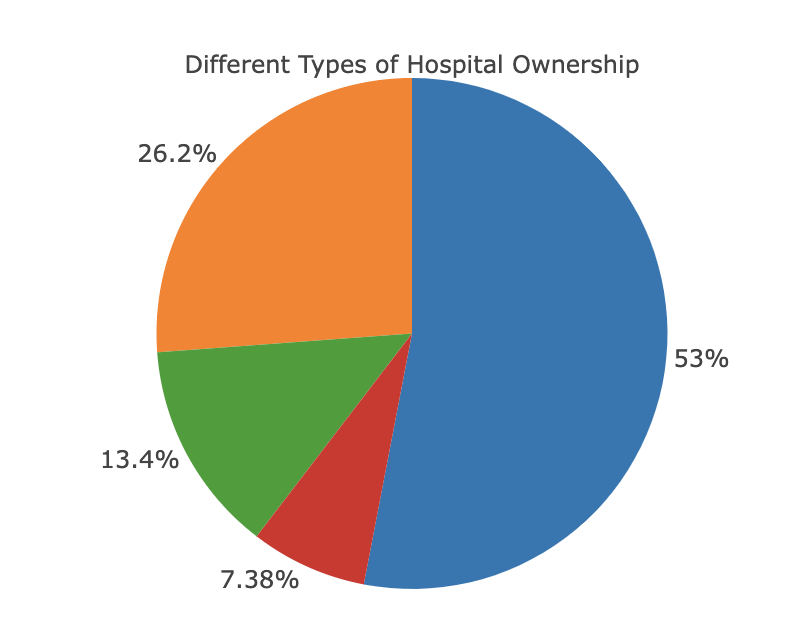 Different Types of Hospital Ownership
26.2%
53%
13.4%
7.38%